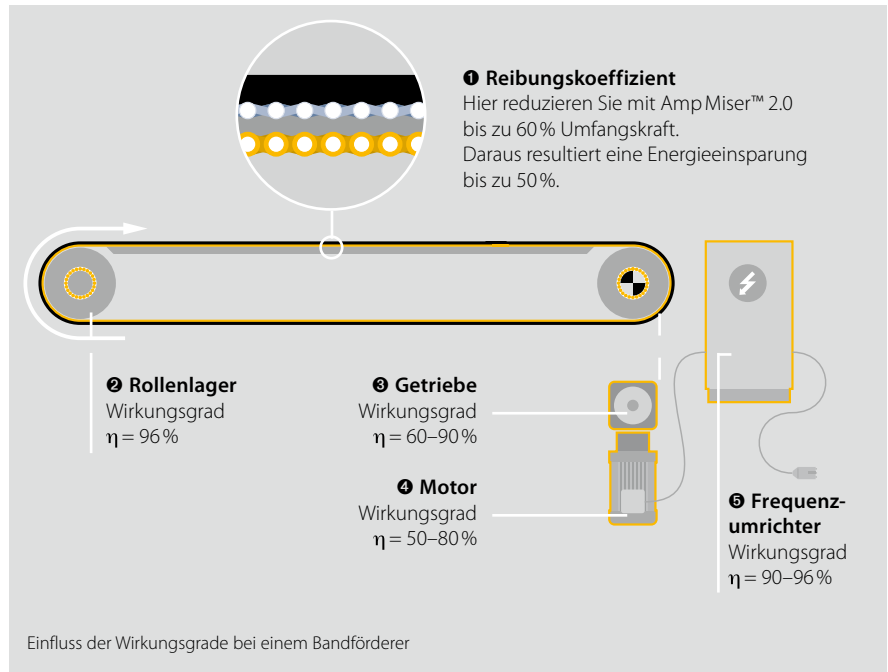 ❶ Reibungskoeffizient
Hier reduzieren Sie mit Amp Miser™ 2.0
bis zu 60% Umfangskraft.
Daraus resultiert eine Energieeinsparung
bis zu 50%.
❷ Rollenlager
Wirkungsgrad
η = 96%
❸ Getriebe
Wirkungsgrad
η = 60–90%
❹ Motor
Wirkungsgrad
η = 50–80%
❺ Frequenz-
umrichter
Wirkungsgrad
η = 90–96%
Einfluss der Wirkungsgrade bei einem Bandförderer